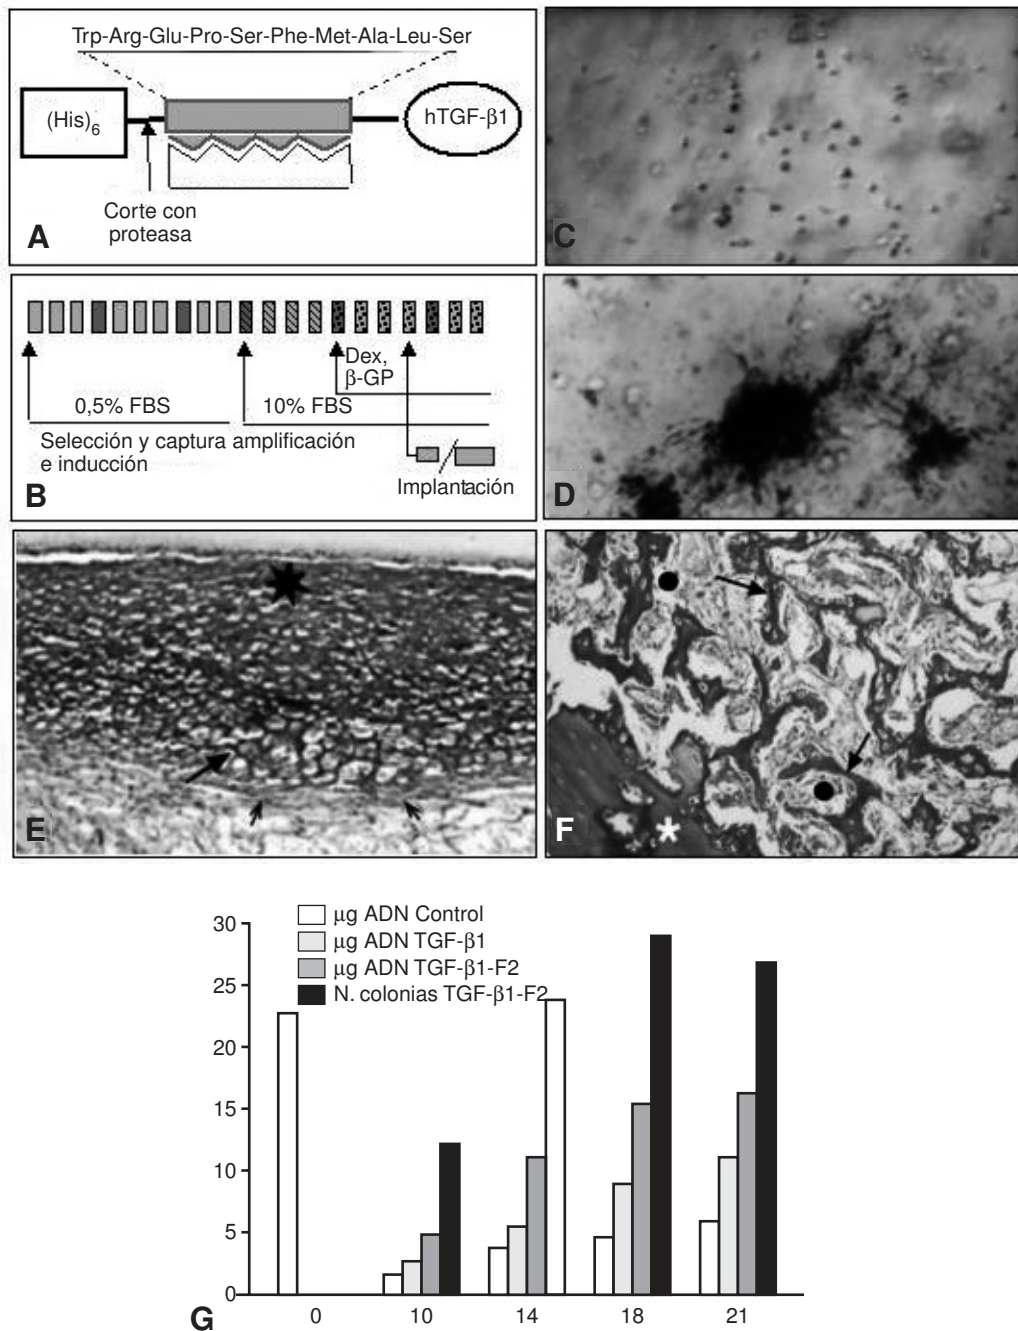 Trp-Arg-Glu-Pro-Ser-Phe-Met-Ala-Leu-Ser
(His)6
hTGF-β1
Corte con
proteasa
A
C
Dex,
β-GP
0,5% FBS
10% FBS
Selección y captura amplificación
e inducción
Implantación
B
D
E
F
*
µg ADN Control
µg ADN TGF-β1
µg ADN TGF-β1-F2
N. colonias TGF-β1-F2
30
25
20
15
10
5
0
0 10 14 18 21
G